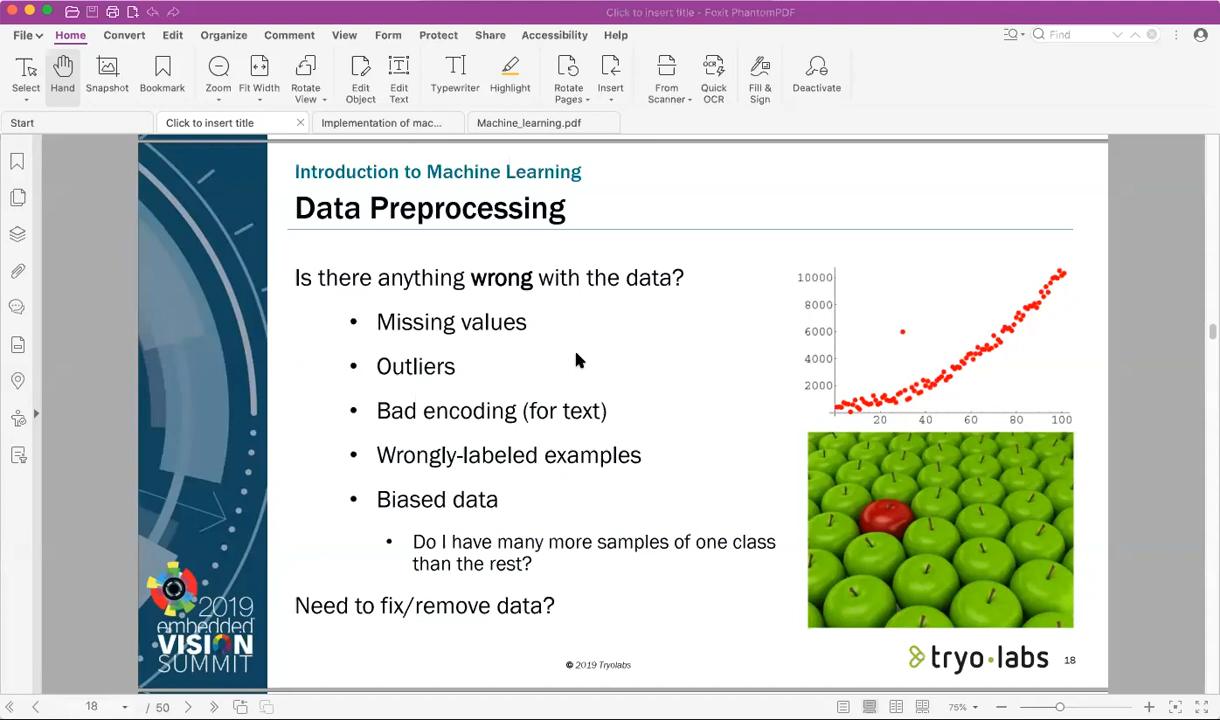 Click to insert title - Foxit PhantomPDF
File Home Convert Edit Organize Comment View Form Protect Share Accessibility Help Find
Select Hand Snapshot Bookmark Zoom Fit Width Rotate View Edit Object Edit Text Typewriter Highlight Rotate Pages Insert From Scanner Quick OCR Fill & Sign Deactivate
Start Click to insert title Implementation of mac... Machine_learning.pdf
Introduction to Machine Learning
Data Preprocessing
Is there anything wrong with the data?
• Missing values
• Outliers
• Bad encoding (for text)
• Wrongly-labeled examples
• Biased data
• Do I have many more samples of one class
than the rest?
Need to fix/remove data?
10000
8000
6000
4000
2000
20 40 60 80 100
2019
embedded
VISION
SUMMIT
© 2019 Tryolabs
tryo·labs 18
18 / 50 75%